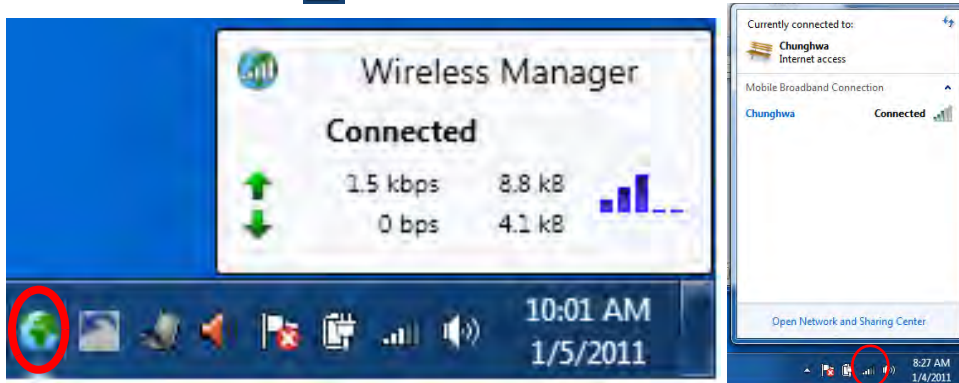 Wireless Manager
Connected
1.5 kbps 8.8 kB
0 bps 4.1 kB
10:01 AM
1/5/2011
Currently connected to:
Chunghwa
Internet access
Mobile Broadband Connection
Chunghwa Connected
Open Network and Sharing Center
8:27 AM
1/4/2011